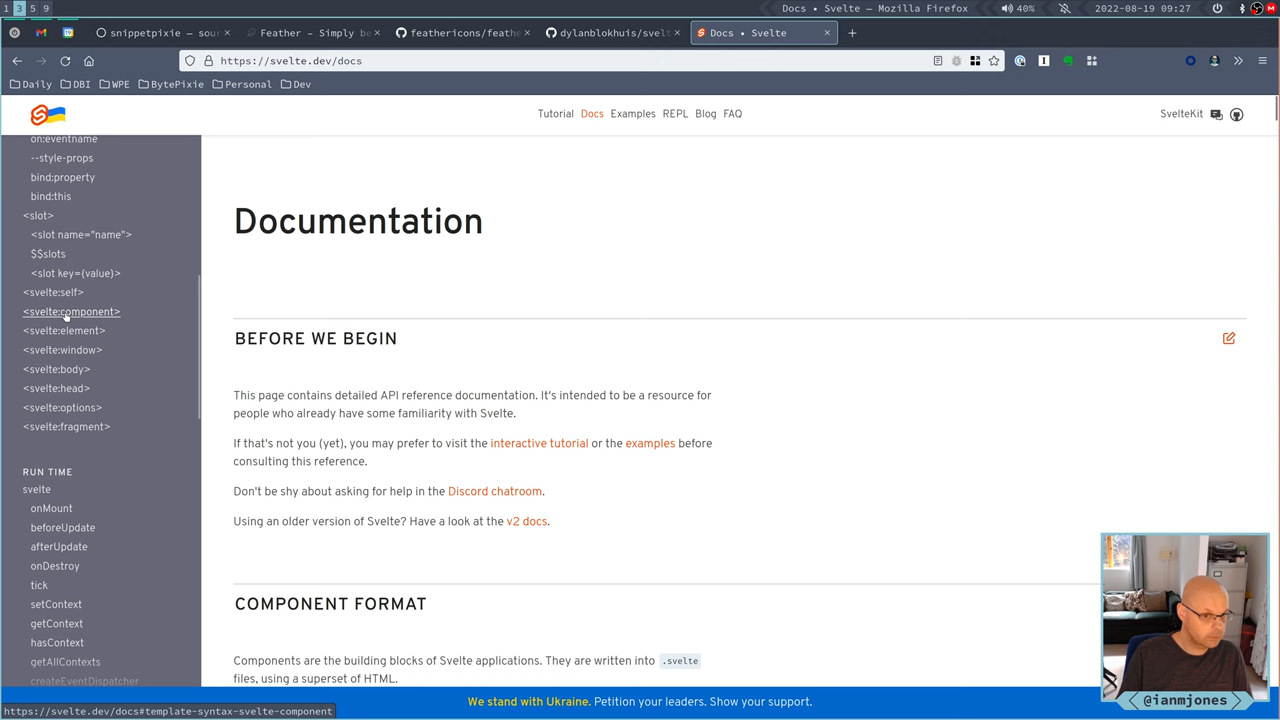 1 3 5 9
Docs • Svelte — Mozilla Firefox
40%
2022-08-19 09:27
snippetpixie — sour
Feather – Simply be
feathericons/feathe
dylanblokhuis/svelt
Docs • Svelte
https://svelte.dev/docs
Daily
DBI
WPE
BytePixie
Personal
Dev
Tutorial
Docs
Examples
REPL
Blog
FAQ
SvelteKit
on:eventname
--style-props
bind:property
bind:this
<slot>
<slot name="name">
$$slots
<slot key={value}>
<svelte:self>
<svelte:component>
<svelte:element>
<svelte:window>
<svelte:body>
<svelte:head>
<svelte:options>
<svelte:fragment>
RUN TIME
svelte
onMount
beforeUpdate
afterUpdate
onDestroy
tick
setContext
getContext
hasContext
getAllContexts
createEventDispatcher
Documentation
BEFORE WE BEGIN
This page contains detailed API reference documentation. It's intended to be a resource for
people who already have some familiarity with Svelte.
If that's not you (yet), you may prefer to visit the interactive tutorial or the examples before
consulting this reference.
Don't be shy about asking for help in the Discord chatroom.
Using an older version of Svelte? Have a look at the v2 docs.
COMPONENT FORMAT
Components are the building blocks of Svelte applications. They are written into .svelte
files, using a superset of HTML.
We stand with Ukraine. Petition your leaders. Show your support.
https://svelte.dev/docs#template-syntax-svelte-component
@ianmjones